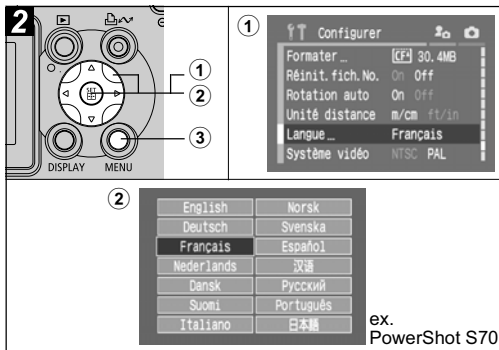 2
SET
DISPLAY MENU
1
2
3
1
Configurer
Formater... CF 30.4MB
Réinit. fich. No. On Off
Rotation auto On Off
Unité distance m/cm ft/in
Langue... Français
Système vidéo NTSC PAL
2
English Norsk
Deutsch Svenska
Français Español
Nederlands 汉语
Dansk Русский
Suomi Português
Italiano 日本語
ex.
PowerShot S70